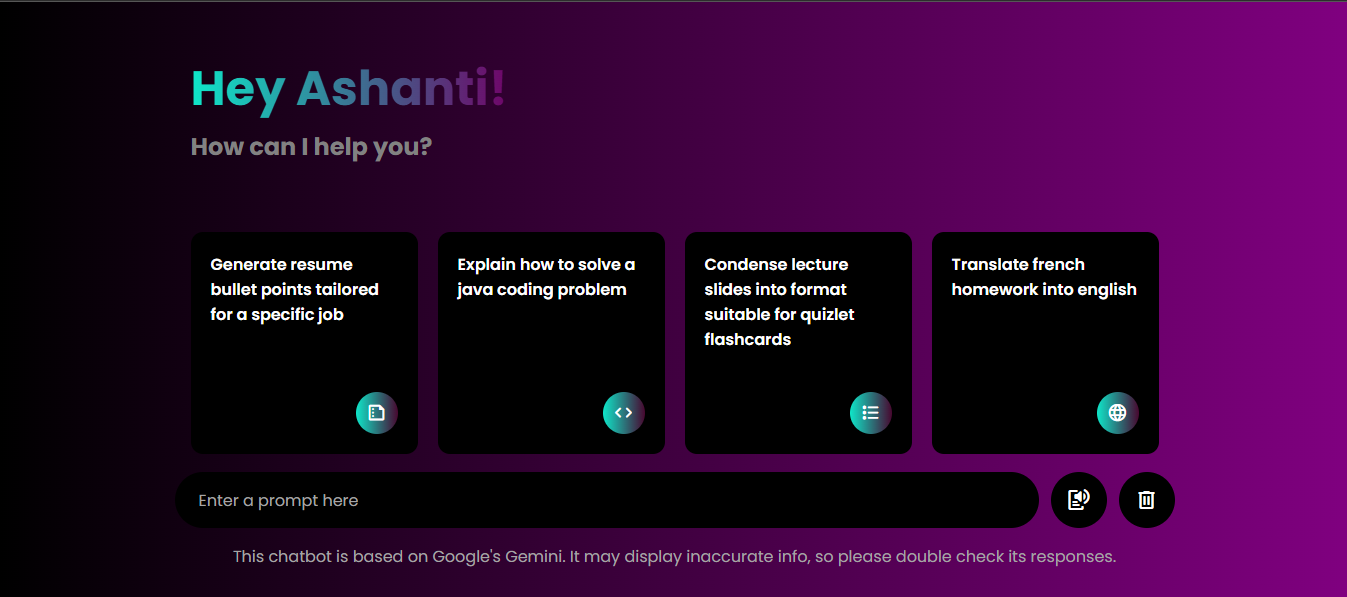 Hey Ashanti!
How can I help you?
Generate resume
bullet points tailored
for a specific job
Explain how to solve a
java coding problem
Condense lecture
slides into format
suitable for quizlet
flashcards
Translate french
homework into english
Enter a prompt here
This chatbot is based on Google's Gemini. It may display inaccurate info, so please double check its responses.